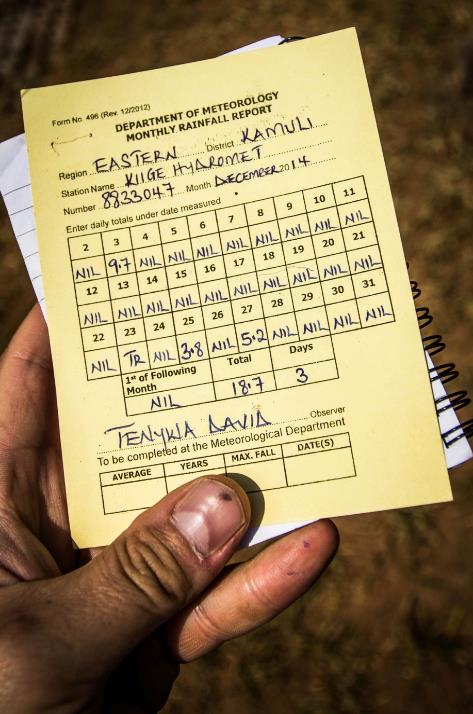 Form No. 496 (Rev. 12/2012)
DEPARTMENT OF METEOROLOGY
MONTHLY RAINFALL REPORT
Region EASTERN District KAMULI
Station Name KIIGE HYDROMET
Number 8833047 Month DECEMBER 2014
Enter daily totals under date measured
2 3 4 5 6 7 8 9 10 11
NIL 9.7 NIL NIL NIL NIL NIL NIL NIL NIL
12 13 14 15 16 17 18 19 20 21
NIL NIL NIL NIL NIL NIL NIL NIL NIL NIL
22 23 24 25 26 27 28 29 30 31
NIL TR NIL 3.8 NIL 5.2 NIL NIL NIL NIL
1st of Following Month Total Days
NIL 18.7 3
TENYWA DAVID Observer
To be completed at the Meteorological Department
AVERAGE YEARS MAX. FALL DATE(S)